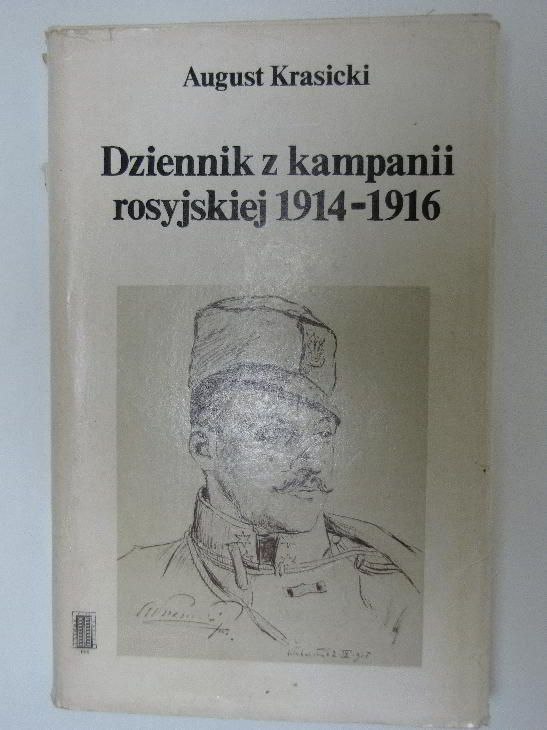 August Krasicki
Dziennik z kampanii
rosyjskiej 1914-1916